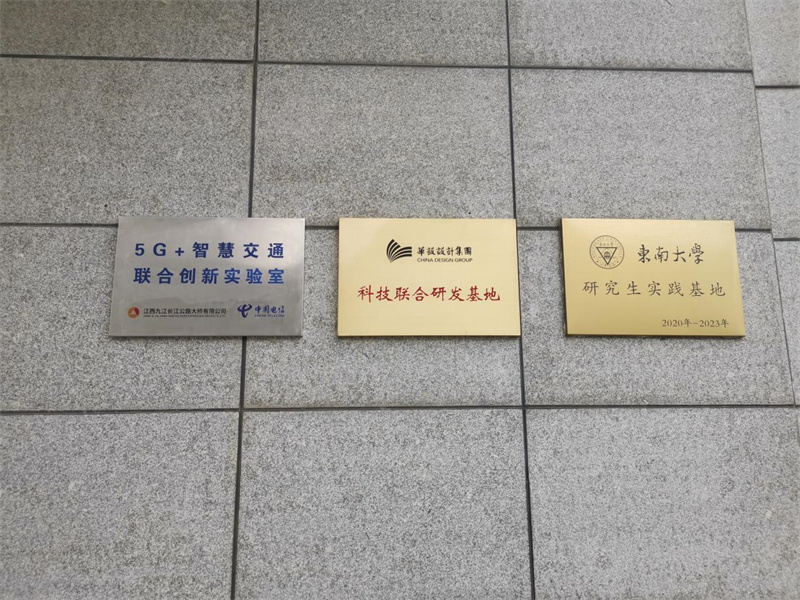 5G+智慧交通
联合创新实验室
江西九江长江公路大桥有限公司
中国电信
華設設計集團
CHINA DESIGN GROUP
科技联合研发基地
東南大學
研究生实践基地
2020年-2023年